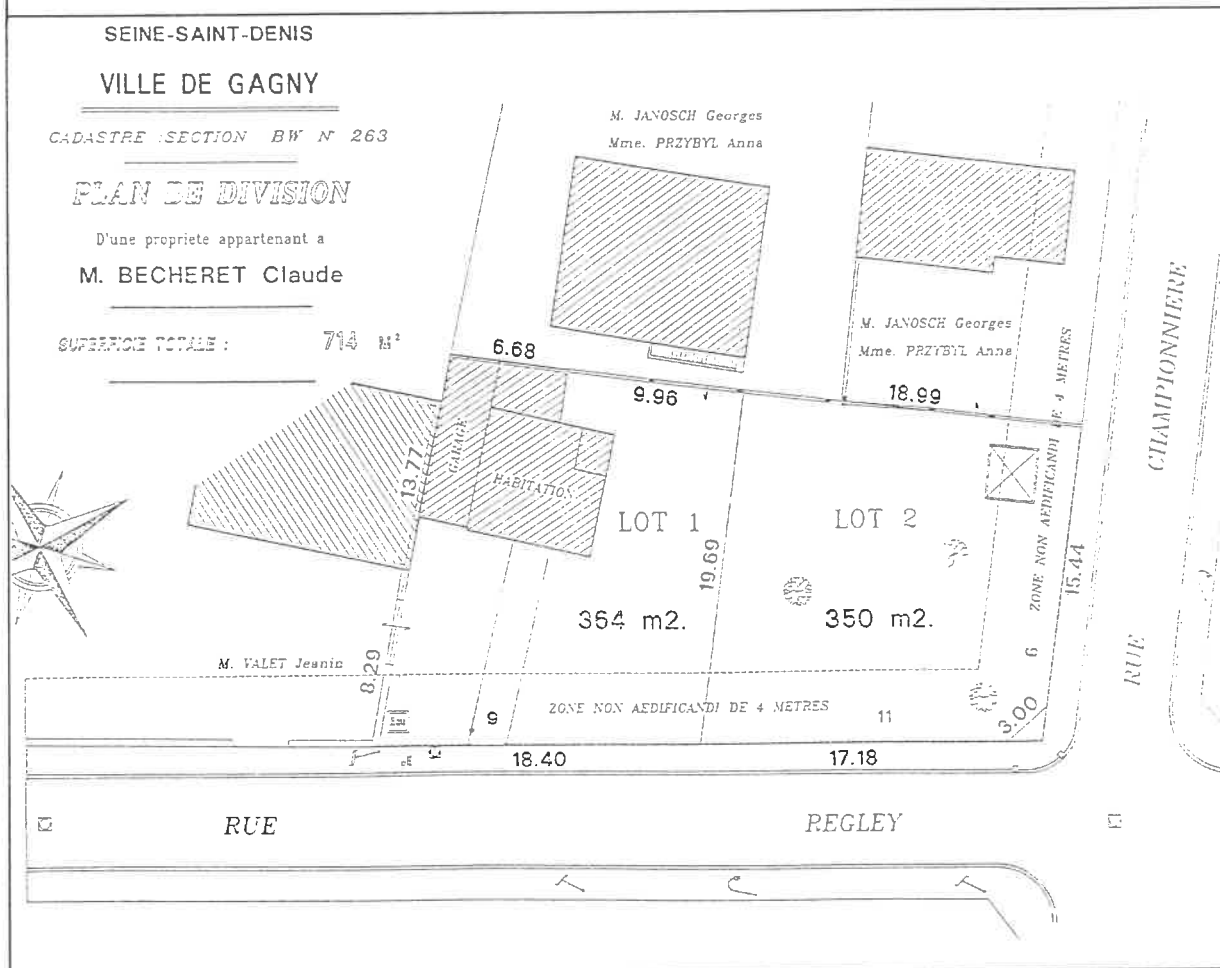 SEINE-SAINT-DENIS
VILLE DE GAGNY
CADASTRE :SECTION BW N° 263
PLAN DE DIVISION
D'une propriete appartenant a
M. BECHERET Claude
SUPERFICIE TOTALE : 714 M²
M. JANOSCH Georges
Mme. PRZYBYL Anna
M. JANOSCH Georges
Mme. PRZYBYL Anna
6.68
9.96
18.99
13.77
GARAGE
HABITATION
LOT 1
LOT 2
19.69
364 m2.
350 m2.
15.44
6
ZONE NON AEDIFICANDI DE 4 METRES
RUE CHAMPIONNIERE
M. VALET Jeanin
8.29
9
ZONE NON AEDIFICANDI DE 4 METRES
11
3.00
18.40
17.18
RUE REGLEY